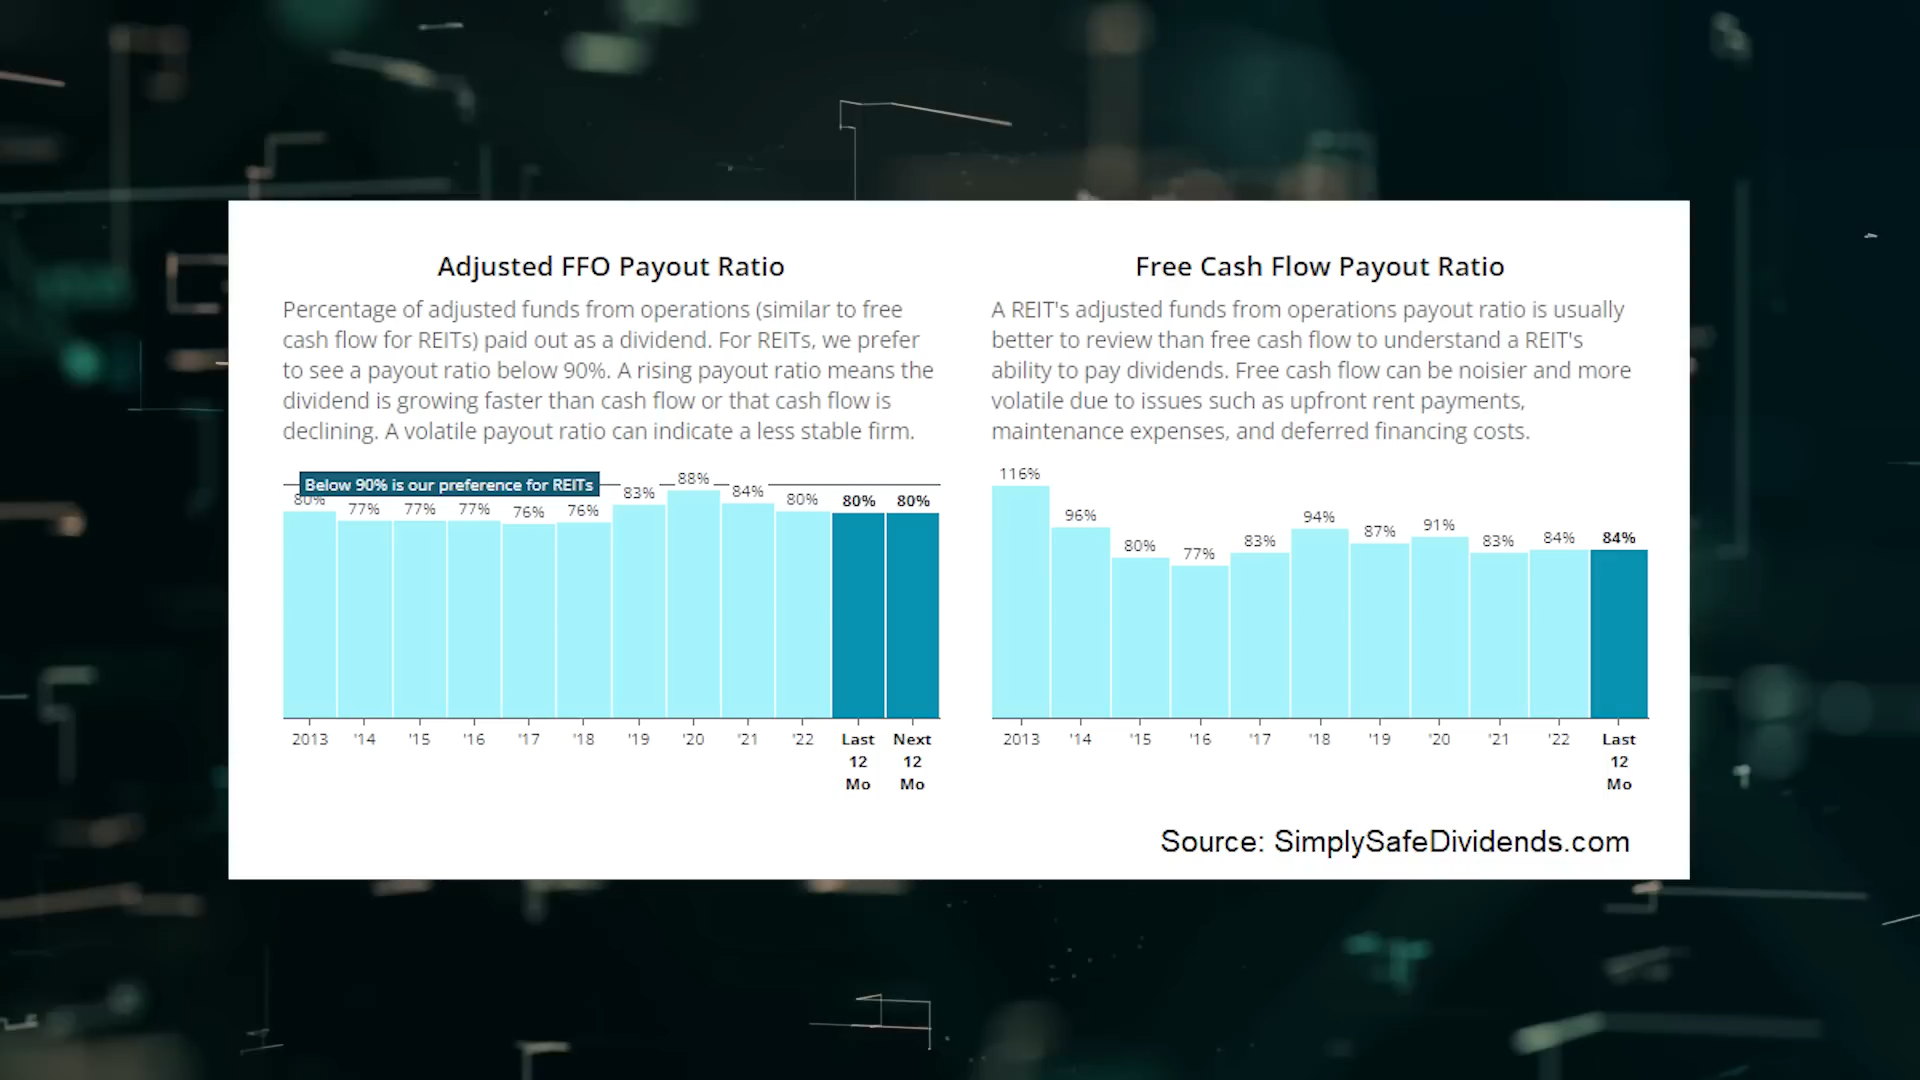 Adjusted FFO Payout Ratio
Percentage of adjusted funds from operations (similar to free
cash flow for REITs) paid out as a dividend. For REITs, we prefer
to see a payout ratio below 90%. A rising payout ratio means the
dividend is growing faster than cash flow or that cash flow is
declining. A volatile payout ratio can indicate a less stable firm.
Below 90% is our preference for REITs
80% 77% 77% 77% 76% 76% 83% 88% 84% 80% 80% 80%
2013 '14 '15 '16 '17 '18 '19 '20 '21 '22 Last Next
12 12
Mo Mo
Free Cash Flow Payout Ratio
A REIT's adjusted funds from operations payout ratio is usually
better to review than free cash flow to understand a REIT's
ability to pay dividends. Free cash flow can be noisier and more
volatile due to issues such as upfront rent payments,
maintenance expenses, and deferred financing costs.
116% 96% 80% 77% 83% 94% 87% 91% 83% 84% 84%
2013 '14 '15 '16 '17 '18 '19 '20 '21 '22 Last
12
Mo
Source: SimplySafeDividends.com